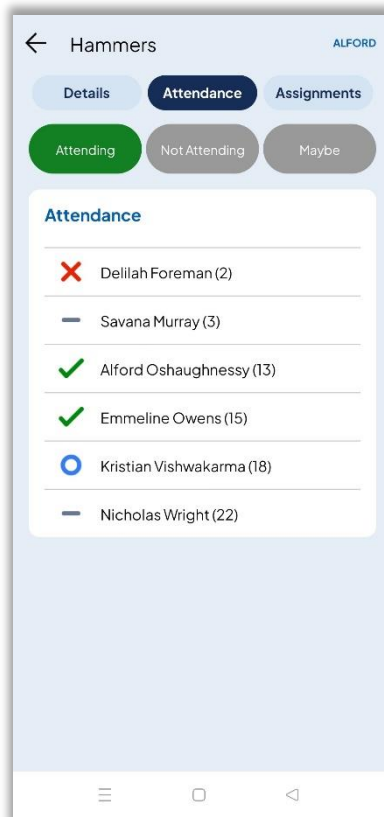 Hammers
ALFORD
Details
Attendance
Assignments
Attending
Not Attending
Maybe
Attendance
Delilah Foreman (2)
Savana Murray (3)
Alford Oshaughnessy (13)
Emmeline Owens (15)
Kristian Vishwakarma (18)
Nicholas Wright (22)